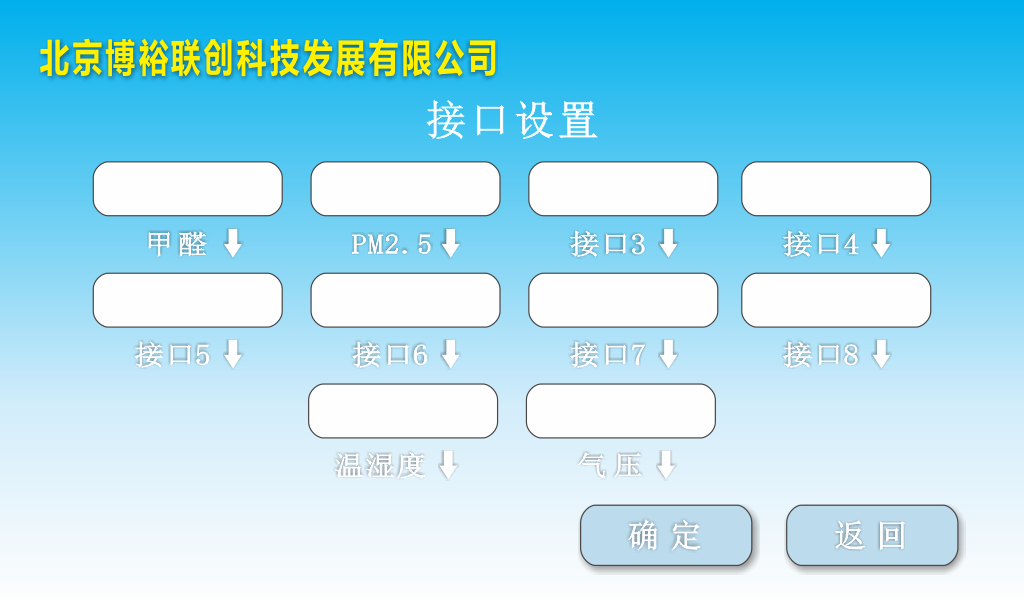 北京博裕联创科技发展有限公司
接口设置
甲醛 PM2.5 接口3 接口4
接口5 接口6 接口7 接口8
温湿度 气压
确定 返回